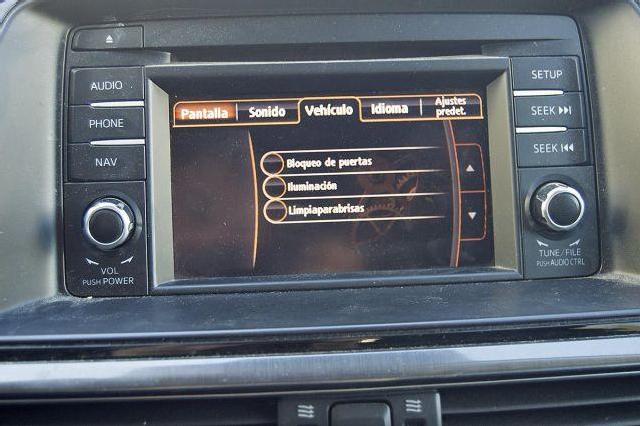 AUDIO
PHONE
NAV
VOL
PUSH POWER
Pantalla Sonido Vehículo Idioma Ajustes predet.
Bloqueo de puertas
Iluminación
Limpiaparabrisas
SETUP
SEEK
SEEK
TUNE/FILE
PUSH AUDIO CTRL